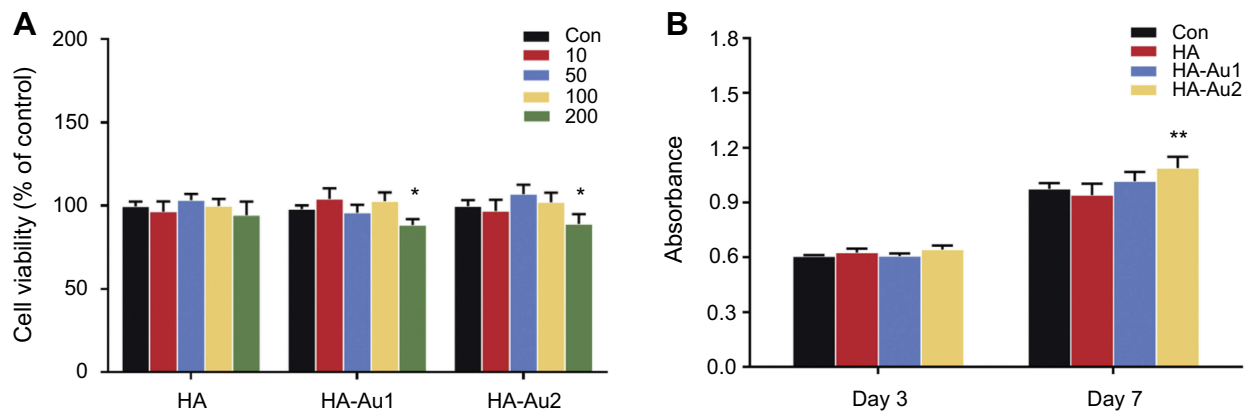 A
Cell viability (% of control)
200
150
100
50
0
Con
10
50
100
200
*
*
HA
HA-Au1
HA-Au2
B
Absorbance
1.8
1.5
1.2
0.9
0.6
0.3
0.0
Con
HA
HA-Au1
HA-Au2
**
Day 3
Day 7